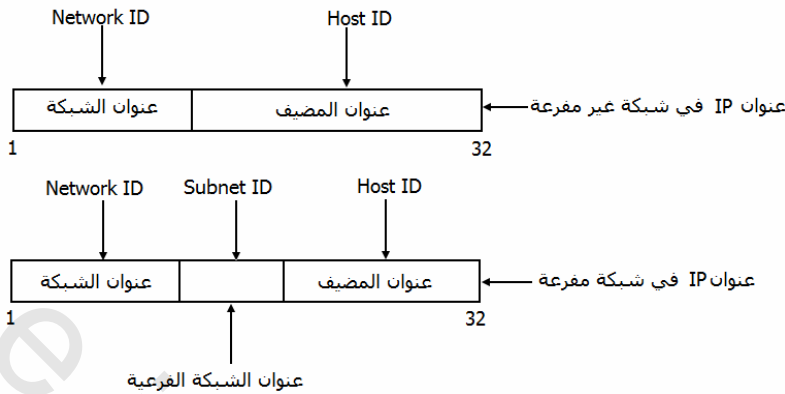 Network ID Host ID
عنوان الشبكة عنوان المضيف عنوان IP في شبكة غير مفرعة
1 32
Network ID Subnet ID Host ID
عنوان الشبكة عنوان المضيف عنوان IP في شبكة مفرعة
1 32
عنوان الشبكة الفرعية